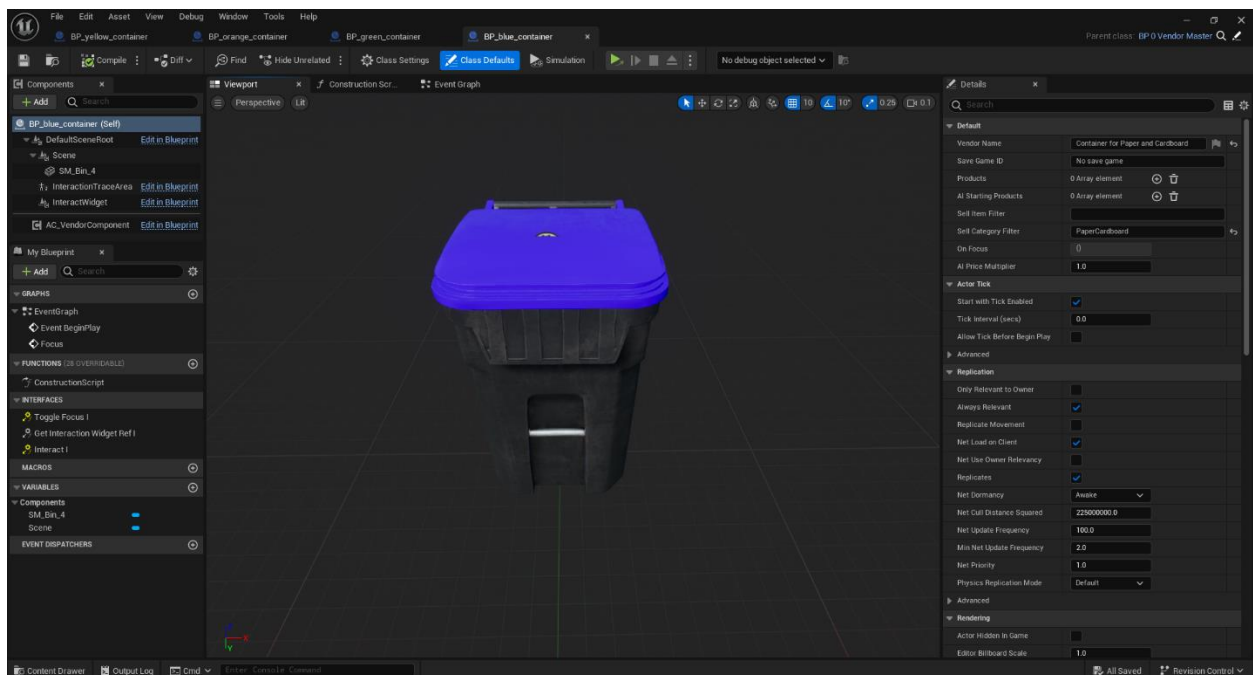 File Edit Asset View Debug Window Tools Help
BP_yellow_container BP_orange_container BP_green_container BP_blue_container Parent class: BP 0 Vendor Master
Compile Diff Find Hide Unrelated Class Settings Class Defaults Simulation No debug object selected
Components
Add Search
BP_blue_container (Self)
DefaultSceneRoot Edit in Blueprint
Scene
SM_Bin_4
InteractionTraceArea Edit in Blueprint
InteractWidget Edit in Blueprint
AC_VendorComponent Edit in Blueprint
My Blueprint
Add Search
GRAPHS
EventGraph
Event BeginPlay
Focus
FUNCTIONS (28 OVERRIDABLE)
ConstructionScript
INTERFACES
Toggle Focus I
Get Interaction Widget Ref I
Interact I
MACROS
VARIABLES
Components
SM_Bin_4
Scene
EVENT DISPATCHERS
Viewport Construction Scr... Event Graph
Perspective Lit 10 10° 0.25 0.1
X
Y
Details
Search
Default
Vendor Name Container for Paper and Cardboard
Save Game ID No save game
Products 0 Array element
AI Starting Products 0 Array element
Sell Item Filter
Sell Category Filter PaperCardboard
On Focus ()
AI Price Multiplier 1.0
Actor Tick
Start with Tick Enabled
Tick Interval (secs) 0.0
Allow Tick Before Begin Play
Advanced
Replication
Only Relevant to Owner
Always Relevant
Replicate Movement
Net Load on Client
Net Use Owner Relevancy
Replicates
Net Dormancy Awake
Net Cull Distance Squared 225000000.0
Net Update Frequency 100.0
Min Net Update Frequency 2.0
Net Priority 1.0
Physics Replication Mode Default
Advanced
Rendering
Actor Hidden In Game
Editor Billboard Scale 1.0
Content Drawer Output Log Cmd Enter Console Command All Saved Revision Control